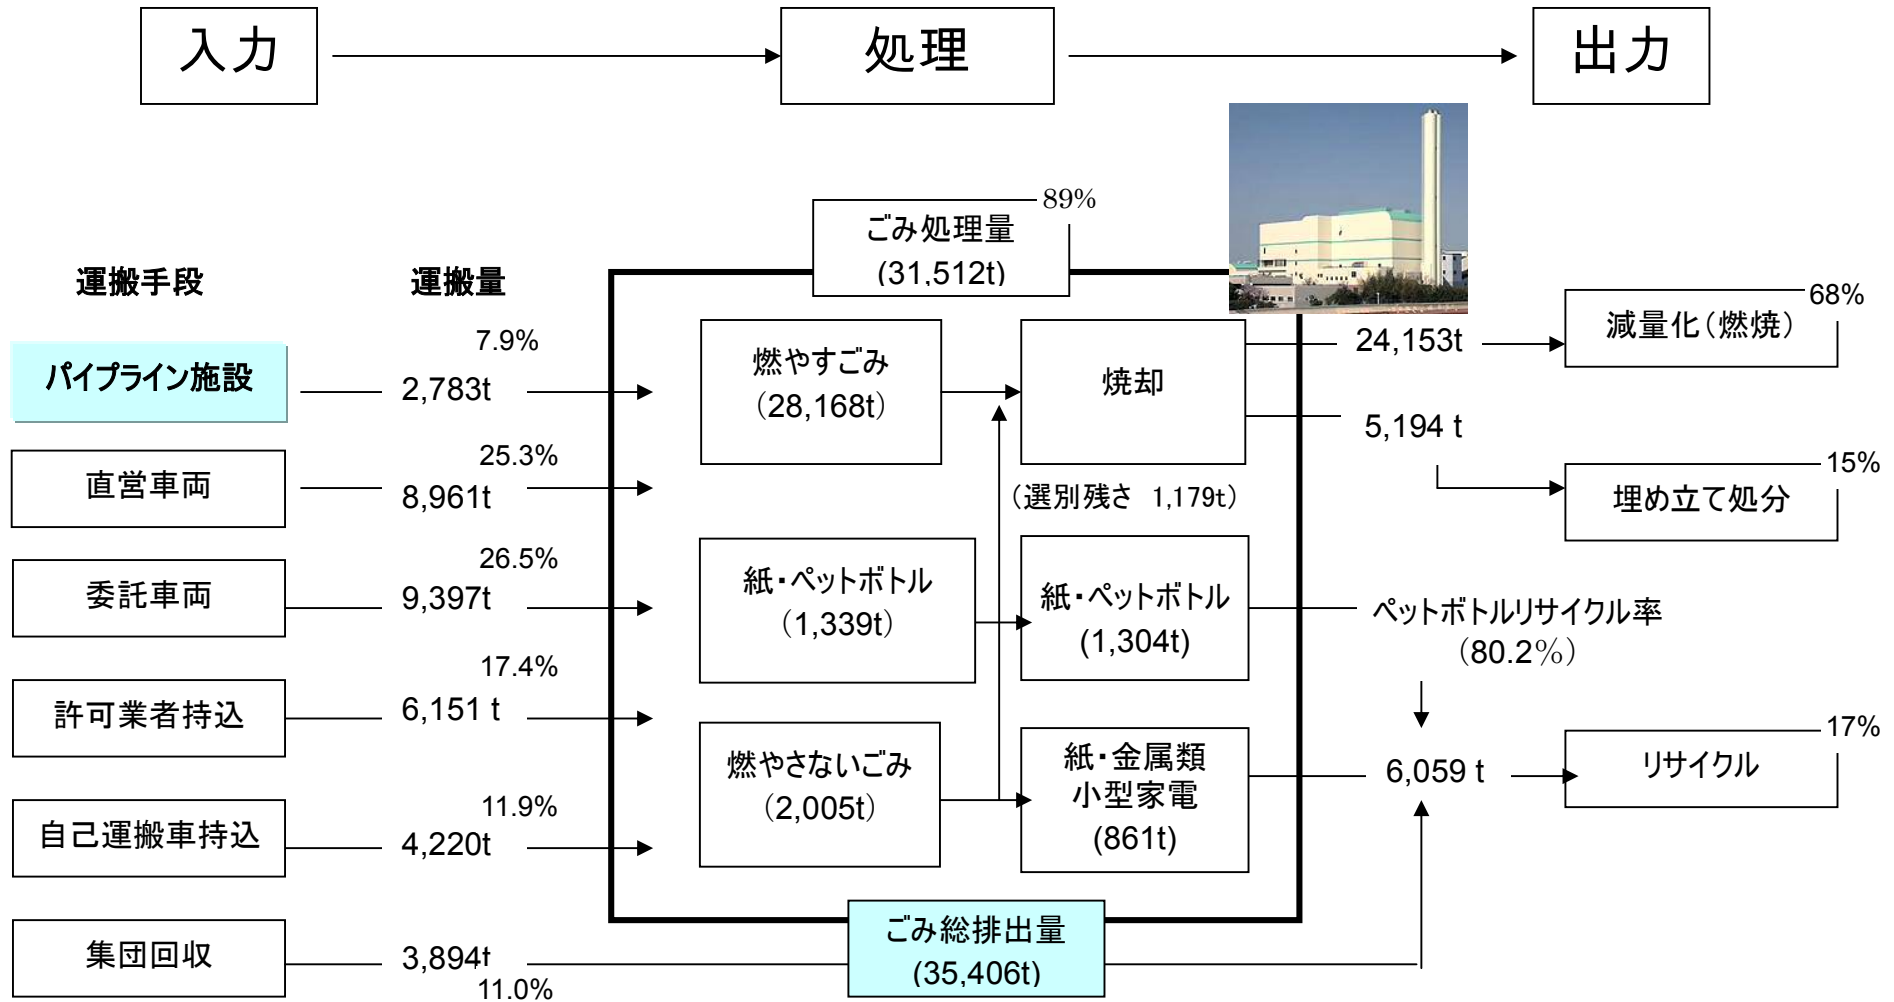 入力
処理
出力
ごみ処理量
(31,512t)
89%
運搬手段
運搬量
パイプライン施設
7.9%
2,783t
直営車両
25.3%
8,961t
委託車両
26.5%
9,397t
許可業者持込
17.4%
6,151 t
自己運搬車持込
11.9%
4,220t
集団回収
3,894t
11.0%
燃やすごみ
(28,168t)
焼却
(選別残さ 1,179t)
紙・ペットボトル
(1,339t)
紙・ペットボトル
(1,304t)
燃やさないごみ
(2,005t)
紙・金属類
小型家電
(861t)
ごみ総排出量
(35,406t)
24,153t
減量化(燃焼)
68%
5,194 t
埋め立て処分
15%
ペットボトルリサイクル率
(80.2%)
6,059 t
リサイクル
17%